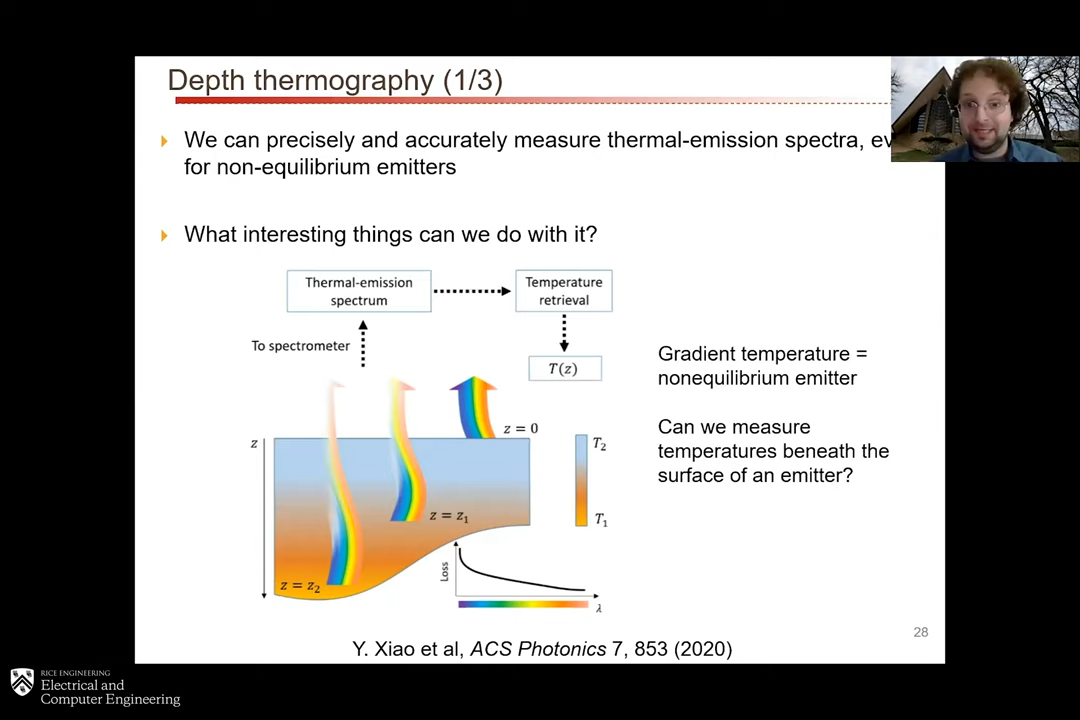 Depth thermography (1/3)
We can precisely and accurately measure thermal-emission spectra, ev
for non-equilibrium emitters
What interesting things can we do with it?
Thermal-emission
spectrum
Temperature
retrieval
To spectrometer
T(z)
Gradient temperature =
nonequilibrium emitter
Can we measure
temperatures beneath the
surface of an emitter?
z = 0
z
T₂
z = z₁
T₁
z = z₂
Loss
λ
28
Y. Xiao et al, ACS Photonics 7, 853 (2020)
RICE ENGINEERING
Electrical and
Computer Engineering